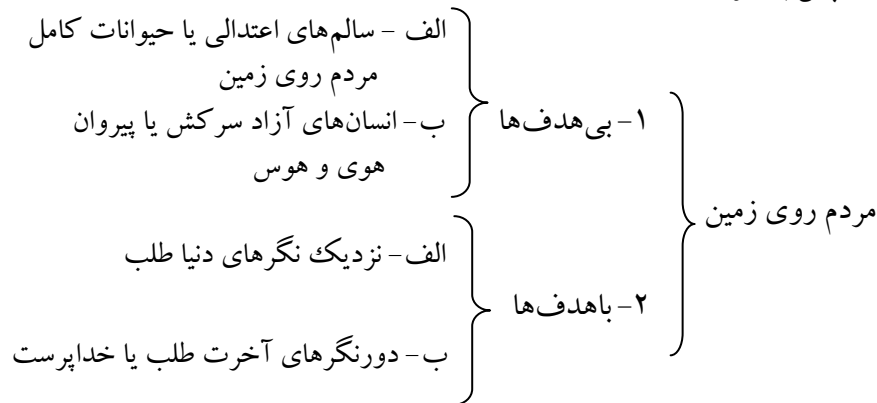 مردم روی زمین
۱- بی‌هدف‌ها
الف - سالم‌های اعتدالی یا حیوانات کامل
مردم روی زمین
ب- انسان‌های آزاد سرکش یا پیروان
هوی و هوس
۲- باهدف‌ها
الف- نزدیک نگرهای دنیا طلب
ب- دورنگرهای آخرت طلب یا خداپرست